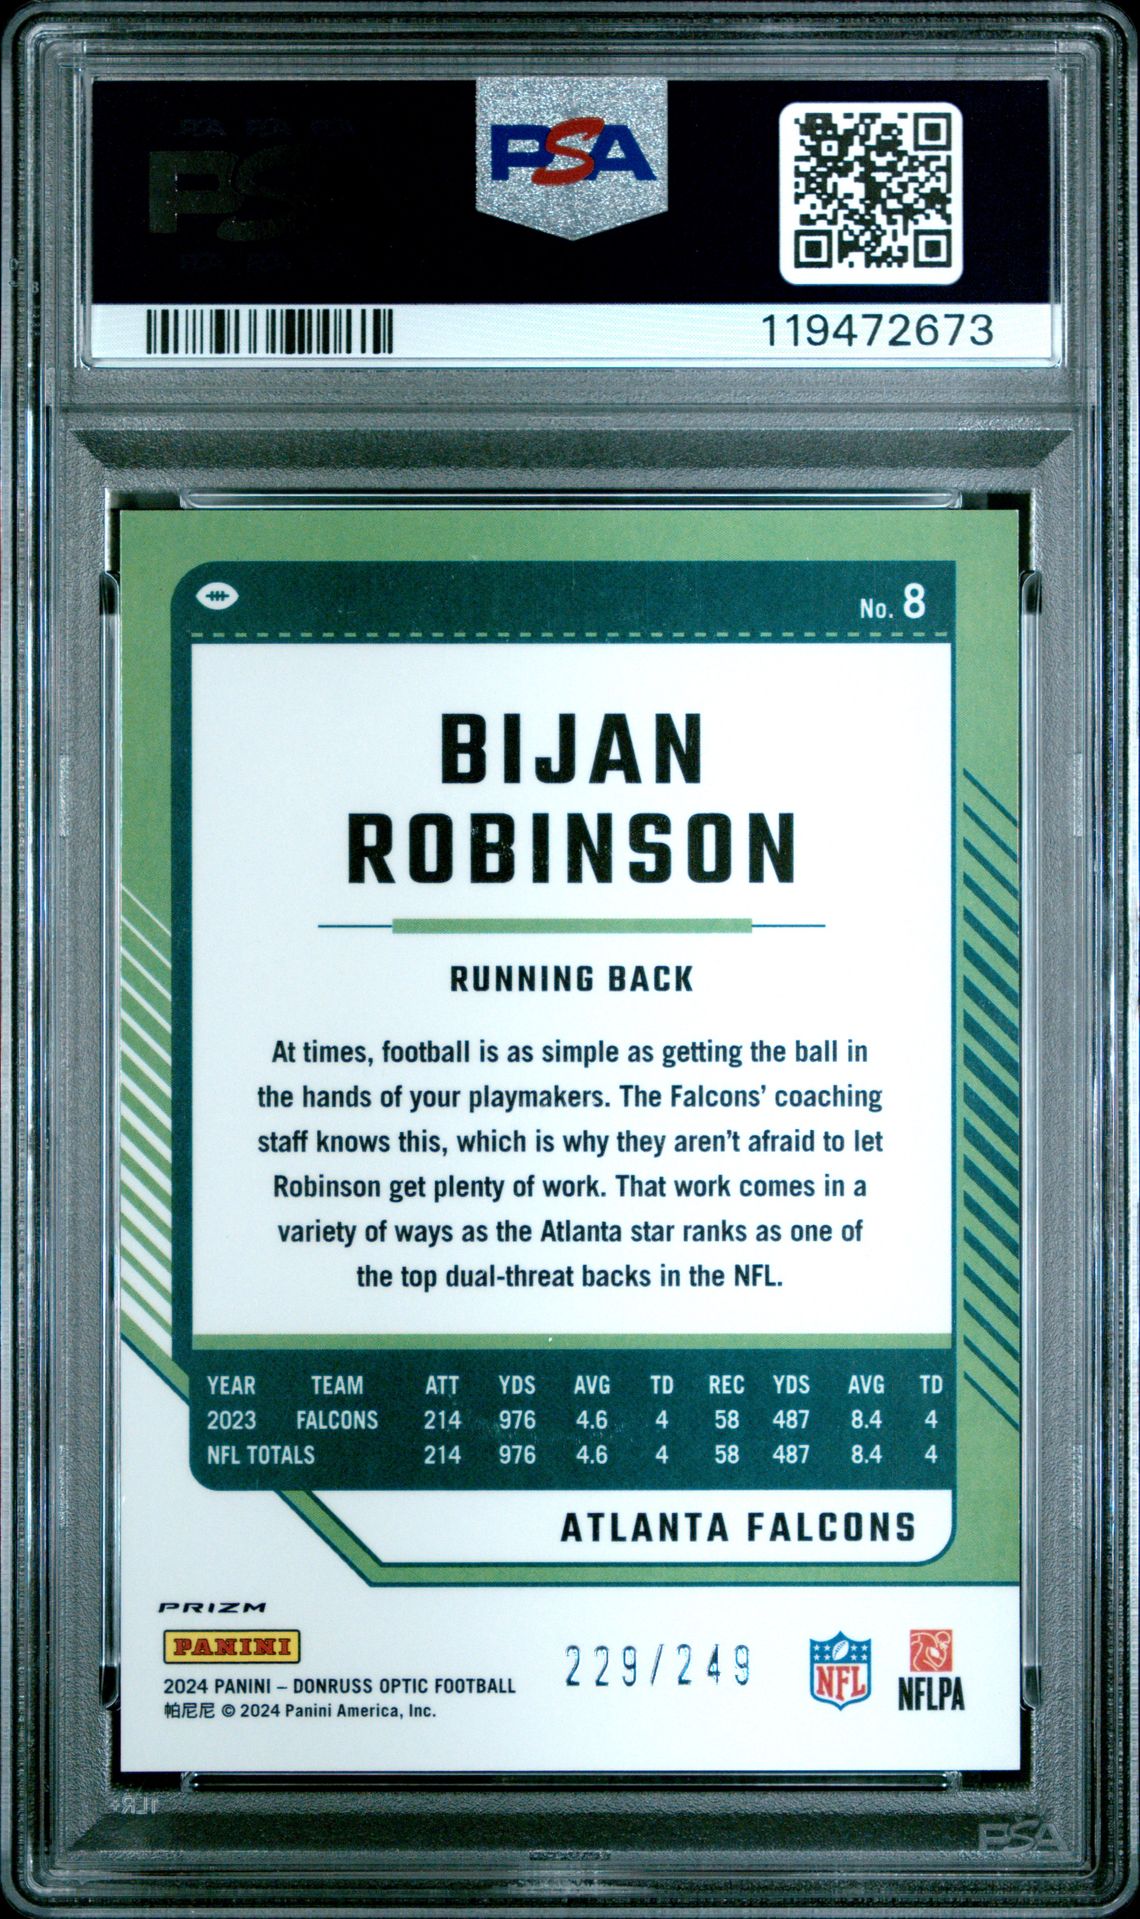 PSA
119472673
No. 8
BIJAN
ROBINSON
RUNNING BACK
At times, football is as simple as getting the ball in
the hands of your playmakers. The Falcons' coaching
staff knows this, which is why they aren't afraid to let
Robinson get plenty of work. That work comes in a
variety of ways as the Atlanta star ranks as one of
the top dual-threat backs in the NFL.
YEAR TEAM ATT YDS AVG TD REC YDS AVG TD
2023 FALCONS 214 976 4.6 4 58 487 8.4 4
NFL TOTALS 214 976 4.6 4 58 487 8.4 4
ATLANTA FALCONS
PRIZM
PANINI
229/249
NFL
NFLPA
2024 PANINI – DONRUSS OPTIC FOOTBALL
帕尼尼 © 2024 Panini America, Inc.
PSA